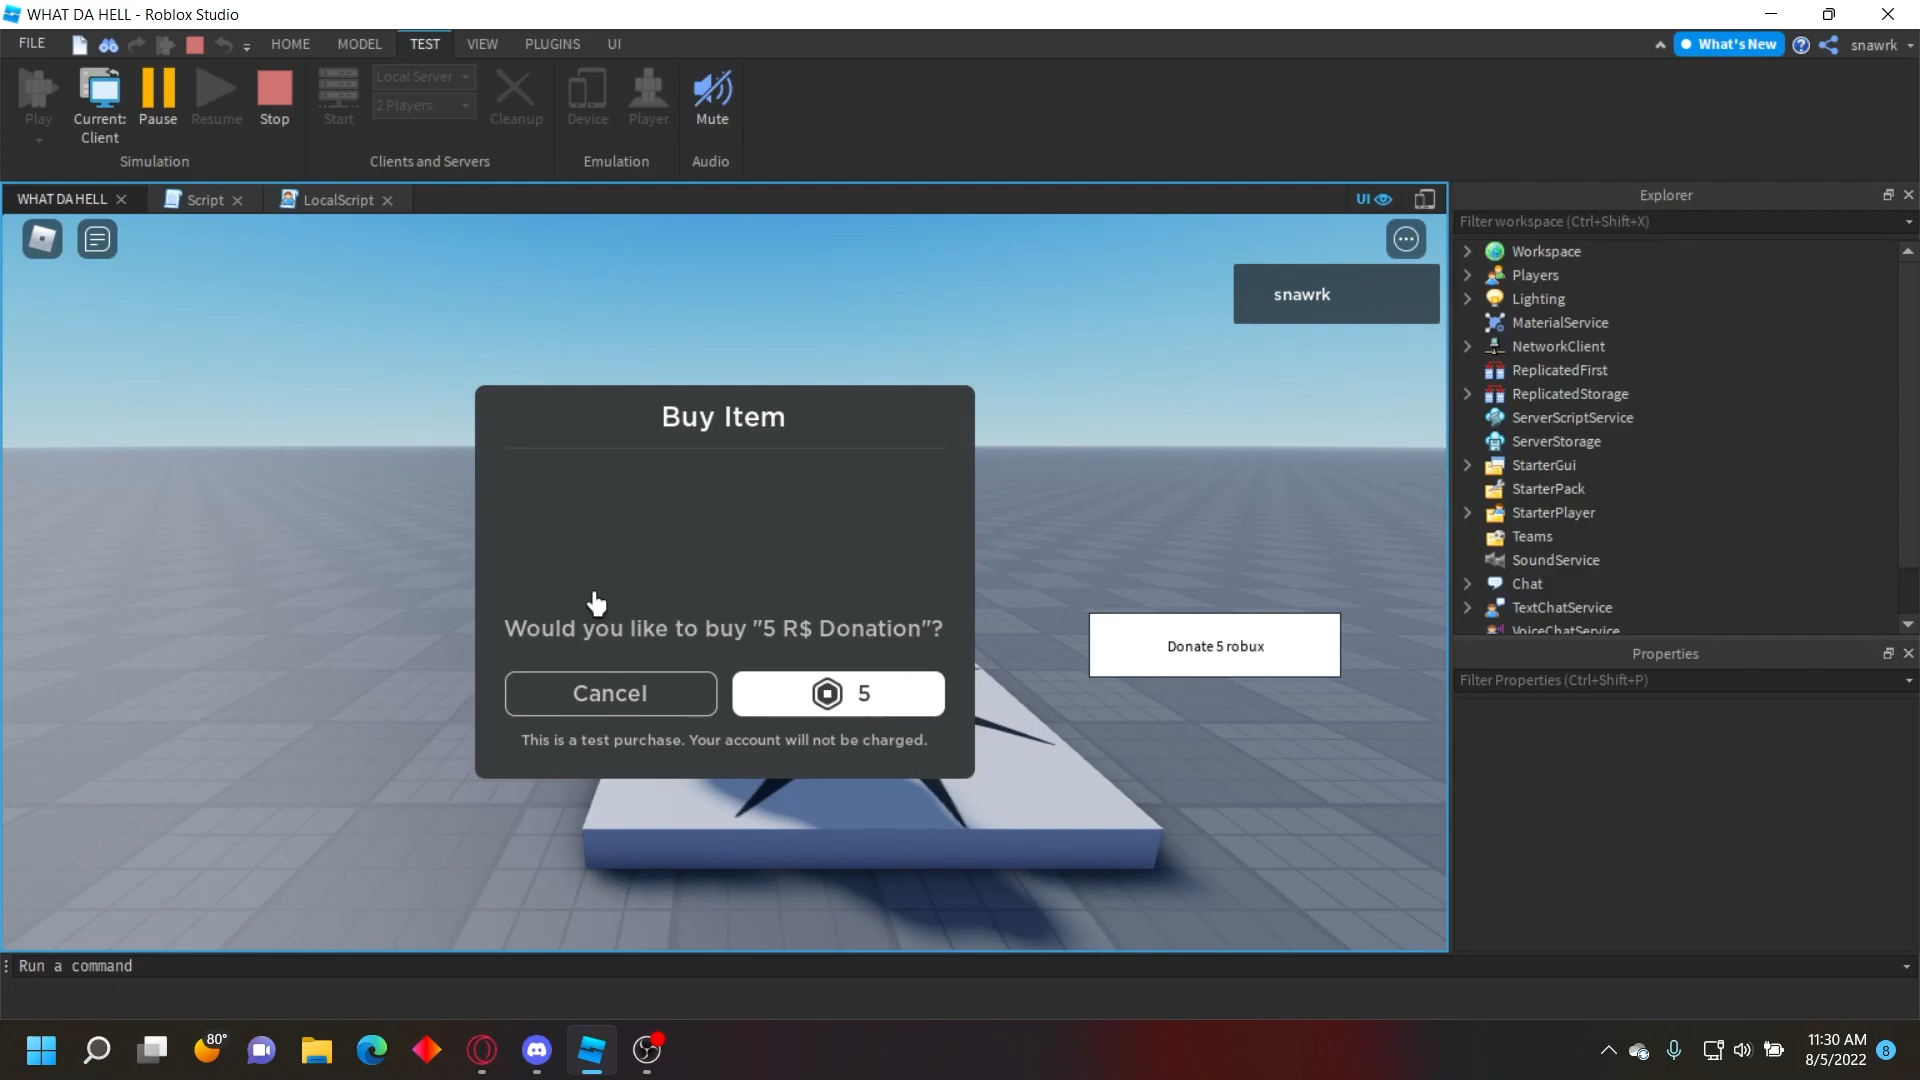 WHAT DA HELL - Roblox Studio
FILE
HOME
MODEL
TEST
VIEW
PLUGINS
UI
What's New
snawrk
Play
Current:
Client
Pause
Resume
Stop
Simulation
Start
Local Server
2 Players
Cleanup
Clients and Servers
Device
Player
Emulation
Mute
Audio
WHAT DA HELL
Script
LocalScript
UI
snawrk
Buy Item
Would you like to buy "5 R$ Donation"?
Cancel
5
This is a test purchase. Your account will not be charged.
Donate 5 robux
Explorer
Filter workspace (Ctrl+Shift+X)
Workspace
Players
Lighting
MaterialService
NetworkClient
ReplicatedFirst
ReplicatedStorage
ServerScriptService
ServerStorage
StarterGui
StarterPack
StarterPlayer
Teams
SoundService
Chat
TextChatService
VoiceChatService
Properties
Filter Properties (Ctrl+Shift+P)
Run a command
80°
11:30 AM
8/5/2022
8